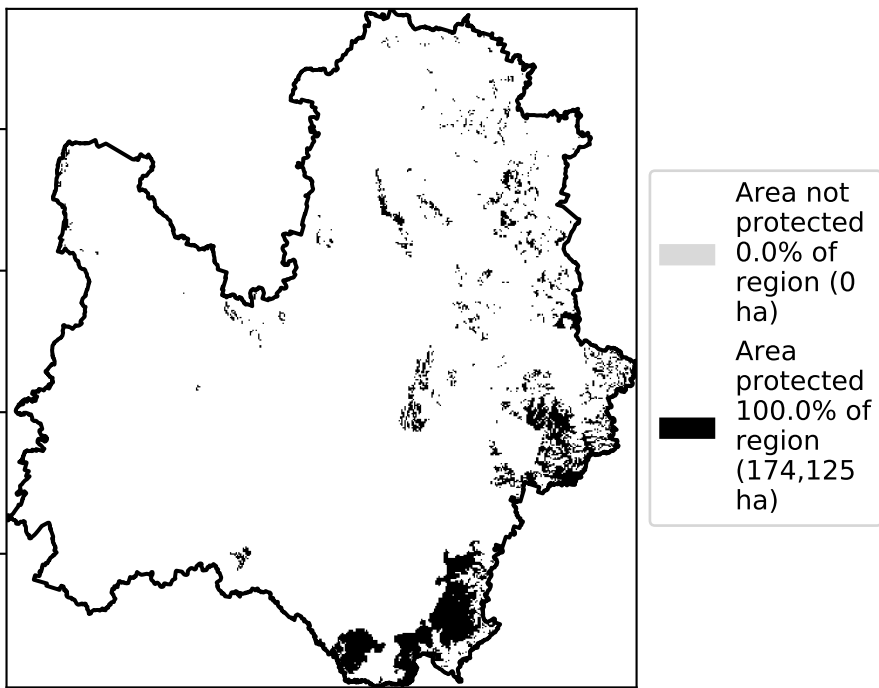 Area not
protected
0.0% of
region (0
ha)
Area
protected
100.0% of
region
(174,125
ha)